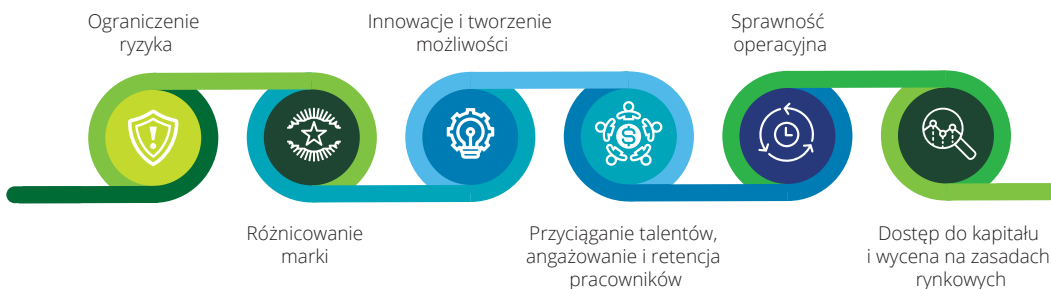 Ograniczenie
ryzyka
Innowacje i tworzenie
możliwości
Sprawność
operacyjna
Różnicowanie
marki
Przyciąganie talentów,
angażowanie i retencja
pracowników
Dostęp do kapitału
i wycena na zasadach
rynkowych